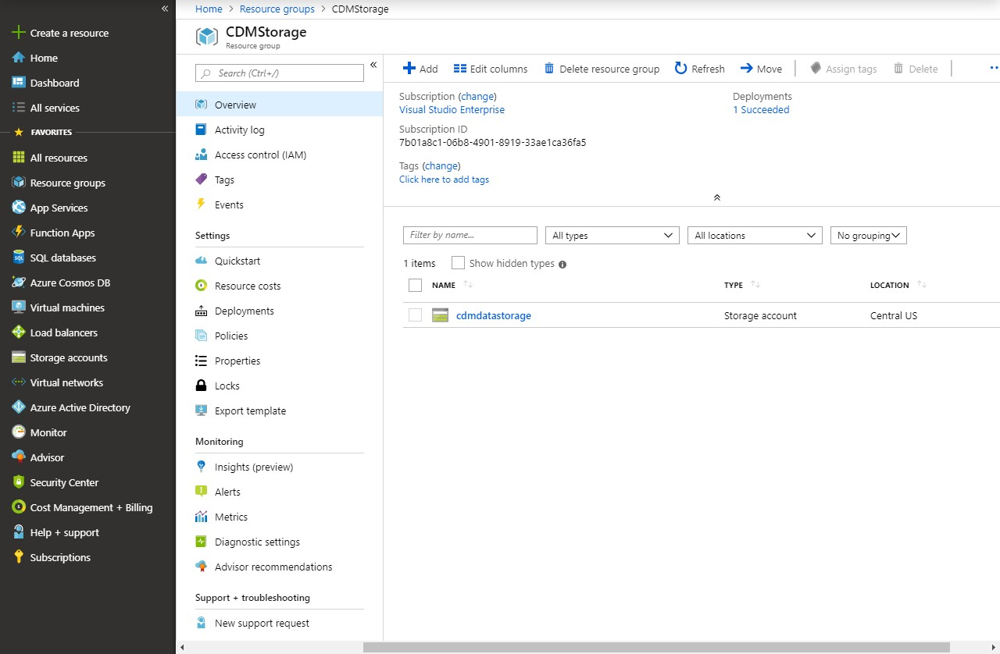 Create a resource
Home
Dashboard
All services
FAVORITES
All resources
Resource groups
App Services
Function Apps
SQL databases
Azure Cosmos DB
Virtual machines
Load balancers
Storage accounts
Virtual networks
Azure Active Directory
Monitor
Advisor
Security Center
Cost Management + Billing
Help + support
Subscriptions
Home > Resource groups > CDMStorage
CDMStorage
Resource group
Search (Ctrl+/)
Overview
Activity log
Access control (IAM)
Tags
Events
Settings
Quickstart
Resource costs
Deployments
Policies
Properties
Locks
Export template
Monitoring
Insights (preview)
Alerts
Metrics
Diagnostic settings
Advisor recommendations
Support + troubleshooting
New support request
Add Edit columns Delete resource group Refresh Move Assign tags Delete
Subscription (change)
Visual Studio Enterprise
Subscription ID
7b01a8c1-06b8-4901-8919-33ae1ca36fa5
Tags (change)
Click here to add tags
Deployments
1 Succeeded
Filter by name... All types All locations No grouping
1 items Show hidden types
NAME TYPE LOCATION
cdmdatastorage Storage account Central US